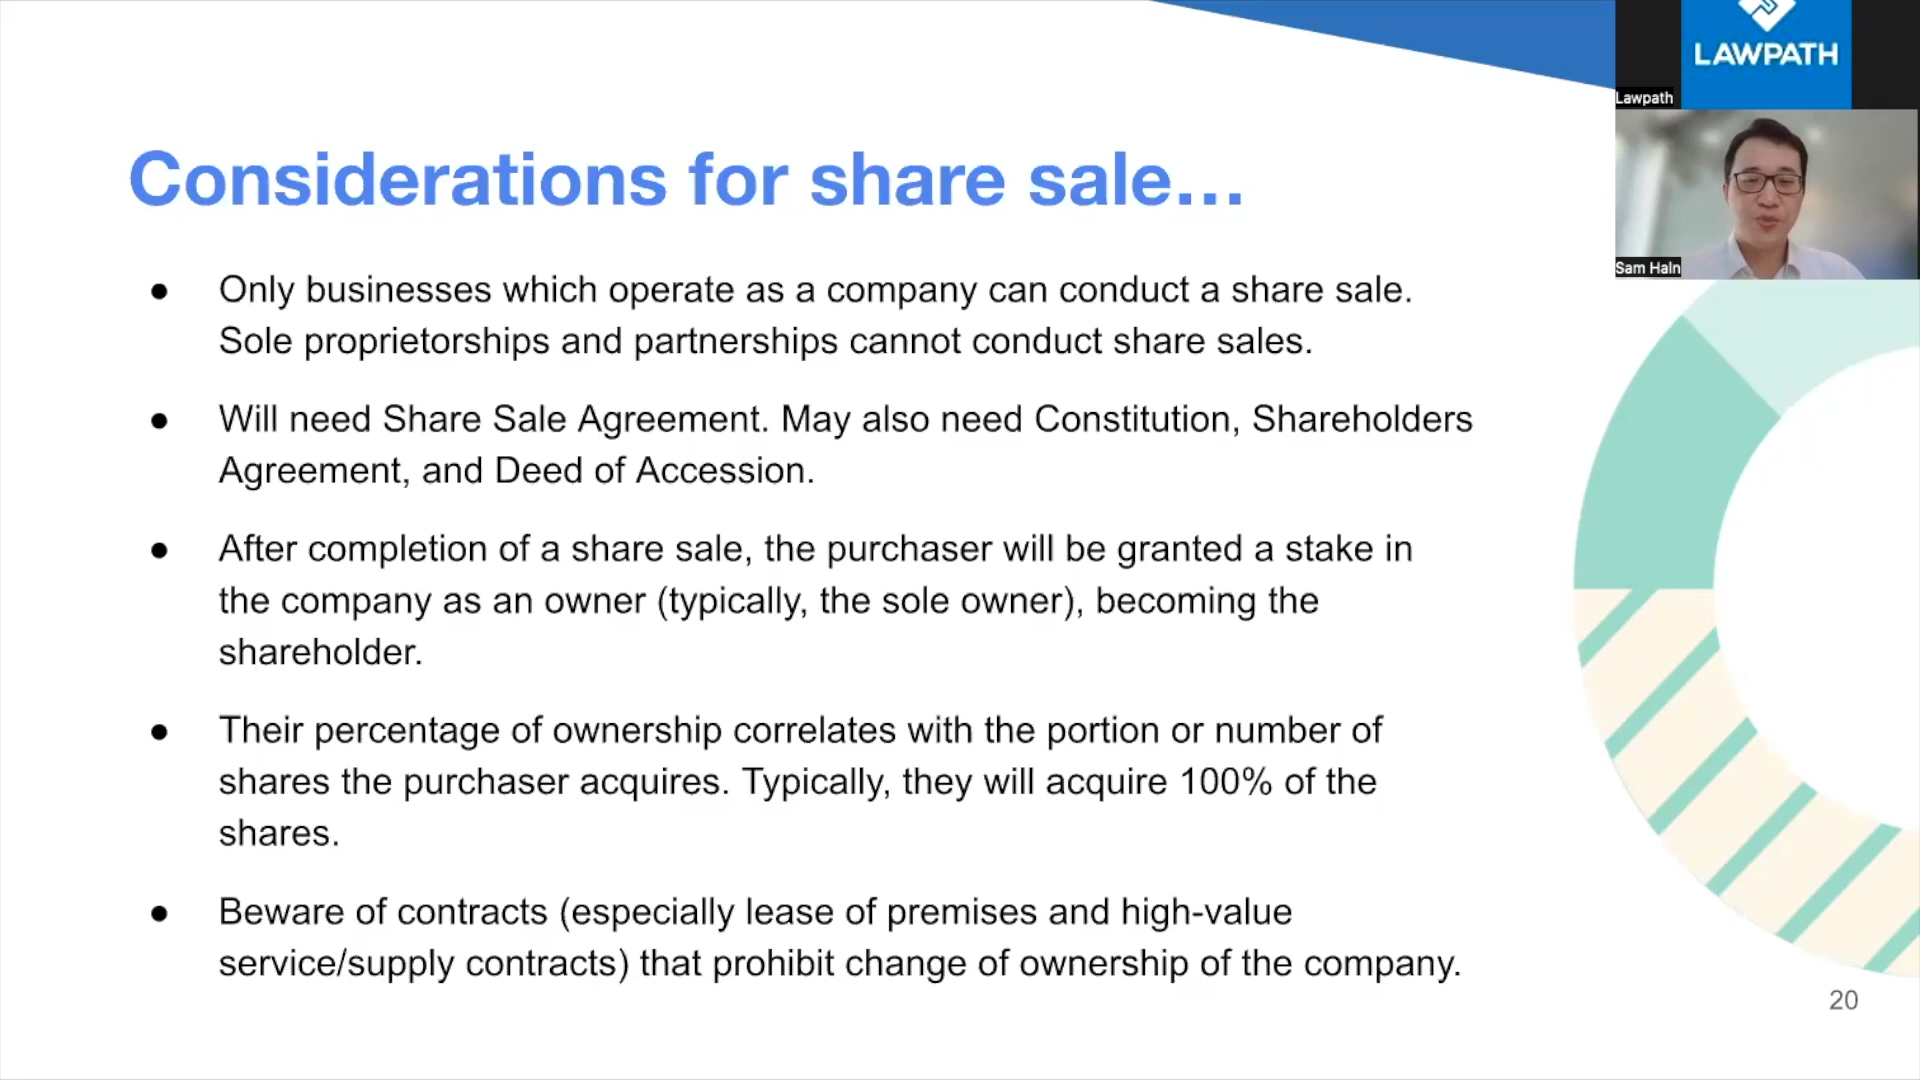 LAWPATH
Lawpath
Considerations for share sale...
Sam Haln
● Only businesses which operate as a company can conduct a share sale.
Sole proprietorships and partnerships cannot conduct share sales.
● Will need Share Sale Agreement. May also need Constitution, Shareholders
Agreement, and Deed of Accession.
● After completion of a share sale, the purchaser will be granted a stake in
the company as an owner (typically, the sole owner), becoming the
shareholder.
● Their percentage of ownership correlates with the portion or number of
shares the purchaser acquires. Typically, they will acquire 100% of the
shares.
● Beware of contracts (especially lease of premises and high-value
service/supply contracts) that prohibit change of ownership of the company.
20